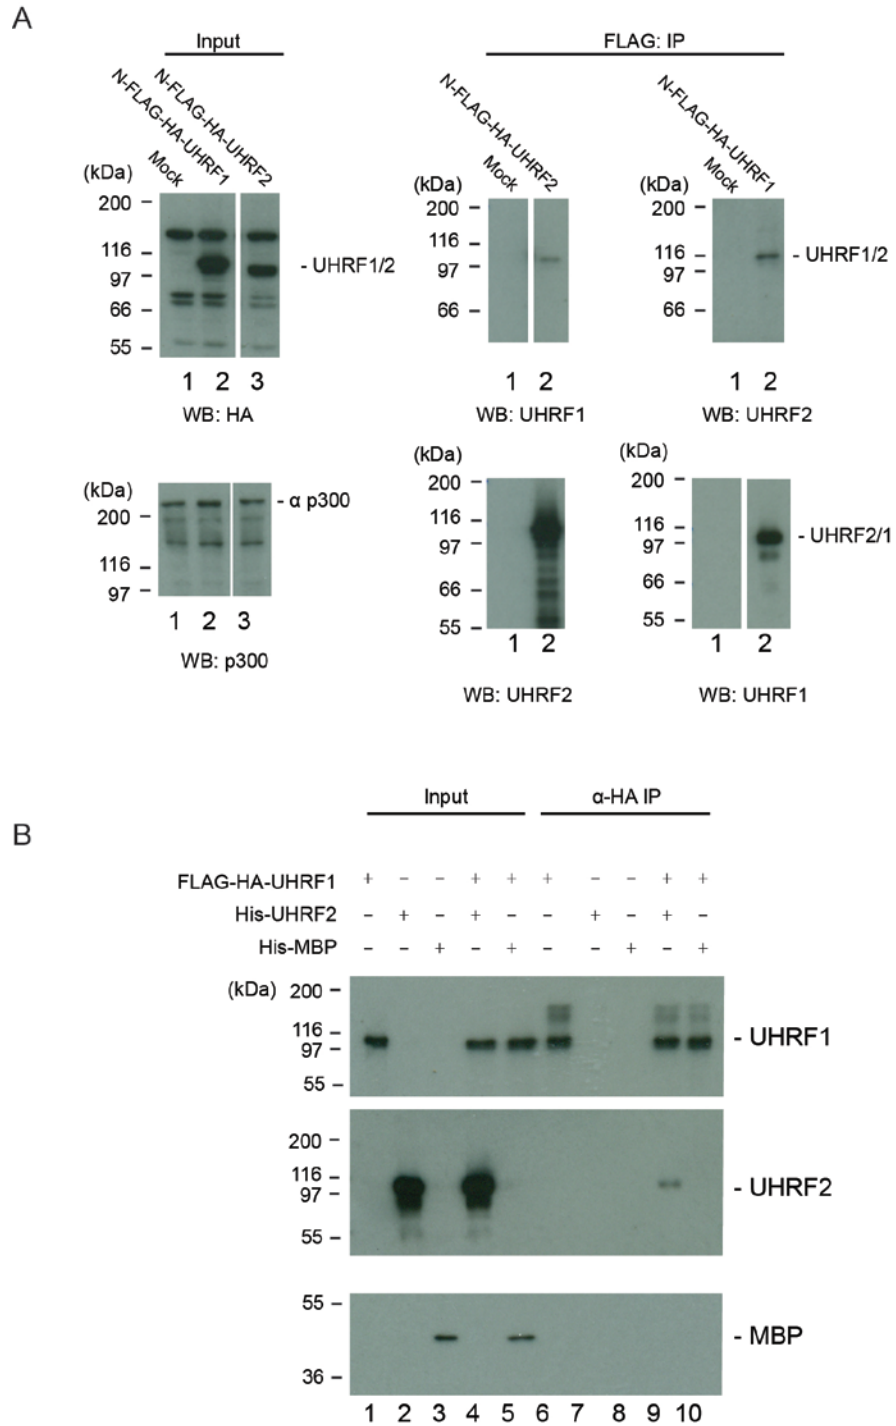 A
Input
FLAG: IP
Mock
N-FLAG-HA-UHRF1
N-FLAG-HA-UHRF2
(kDa)
200
116
97
66
55
- UHRF1/2
1 2 3
WB: HA
Mock
N-FLAG-HA-UHRF2
(kDa)
200
116
97
66
1 2
WB: UHRF1
Mock
N-FLAG-HA-UHRF1
(kDa)
200
116
97
66
- UHRF1/2
1 2
WB: UHRF2
(kDa)
200
116
97
- α p300
1 2 3
WB: p300
(kDa)
200
116
97
66
55
1 2
WB: UHRF2
(kDa)
200
116
97
66
55
- UHRF2/1
1 2
WB: UHRF1
B
Input
α-HA IP
FLAG-HA-UHRF1 + - - + + + - - + +
His-UHRF2 - + - + - - + - + -
His-MBP - - + - + - - + - +
(kDa)
200
116
97
55
- UHRF1
200
116
97
55
- UHRF2
55
36
- MBP
1 2 3 4 5 6 7 8 9 10